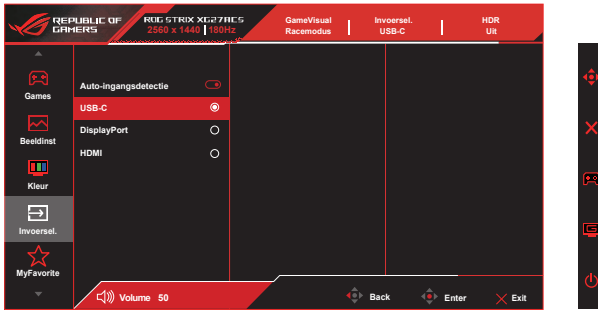 REPUBLIC OF
GAMERS
ROG STRIX XG27ACS
2560 x 1440 180Hz
GameVisual
Racemodus
Invoersel.
USB-C
HDR
Uit
Games
Beeldinst
Kleur
Invoersel.
MyFavorite
Auto-ingangsdetectie
USB-C
DisplayPort
HDMI
Volume 50
Back
Enter
Exit